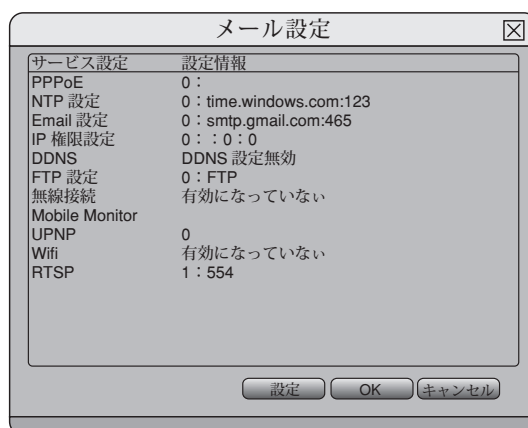 メール設定
サービス設定 設定情報
PPPoE 0：
NTP 設定 0：time.windows.com:123
Email 設定 0：smtp.gmail.com:465
IP 権限設定 0：：0：0
DDNS DDNS 設定無効
FTP 設定 0：FTP
無線接続 有効になっていない
Mobile Monitor
UPNP 0
Wifi 有効になっていない
RTSP 1：554
設定 OK キャンセル